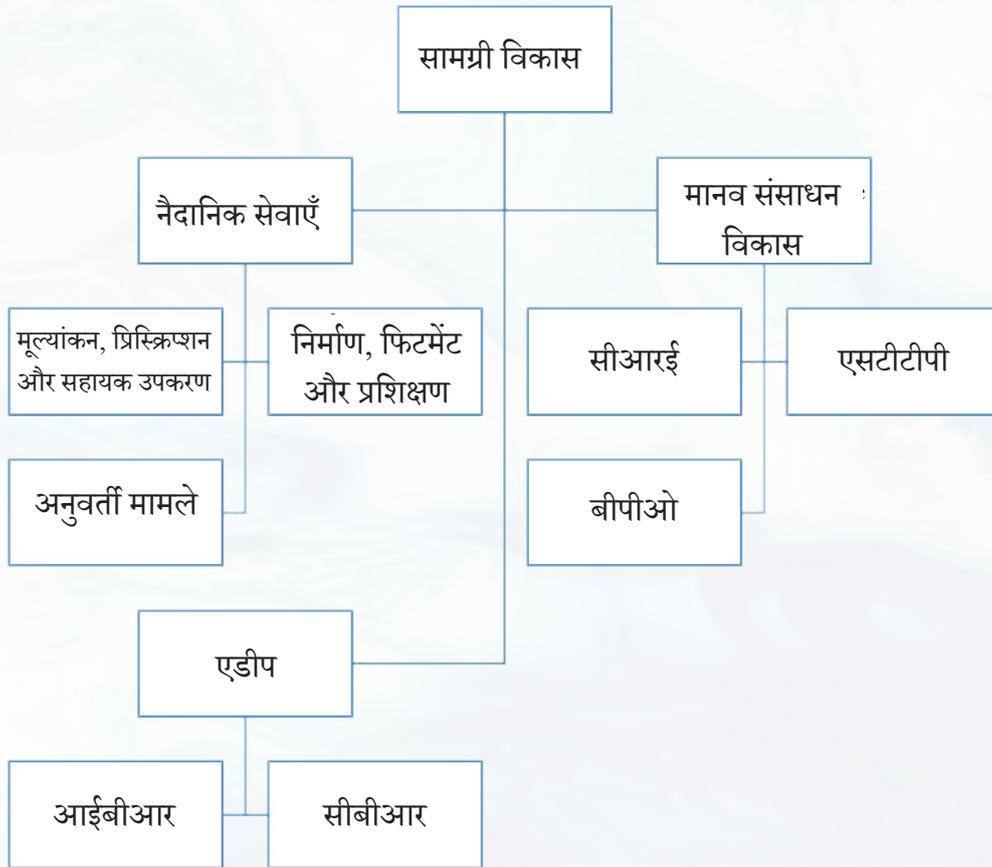 सामग्री विकास
नैदानिक सेवाएँ
मानव संसाधन
विकास
मूल्यांकन, प्रिस्क्रिप्शन
और सहायक उपकरण
निर्माण, फिटमेंट
और प्रशिक्षण
सीआरई
एसटीटीपी
अनुवर्ती मामले
बीपीओ
एडीप
आईबीआर
सीबीआर